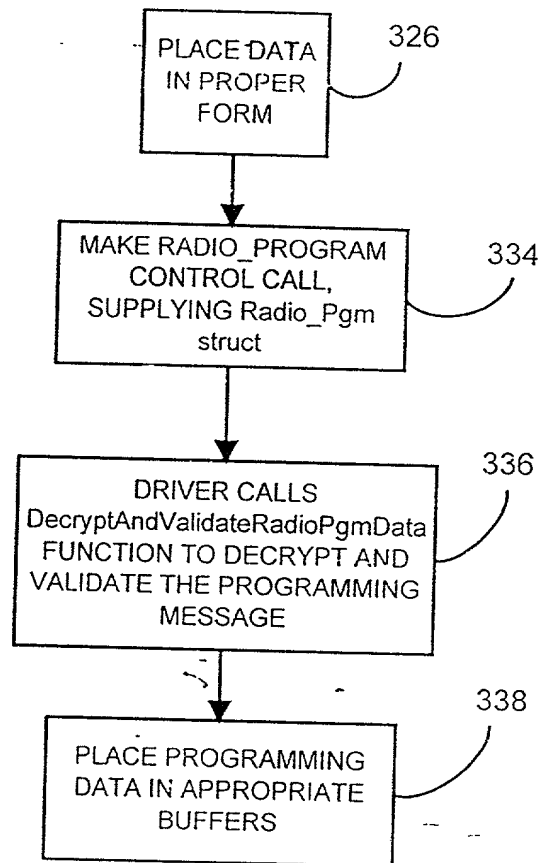 PLACE DATA
IN PROPER
FORM
326
MAKE RADIO_PROGRAM
CONTROL CALL,
SUPPLYING Radio_Pgm
struct
334
DRIVER CALLS
DecryptAndValidateRadioPgmData
FUNCTION TO DECRYPT AND
VALIDATE THE PROGRAMMING
MESSAGE
336
PLACE PROGRAMMING
DATA IN APPROPRIATE
BUFFERS
338